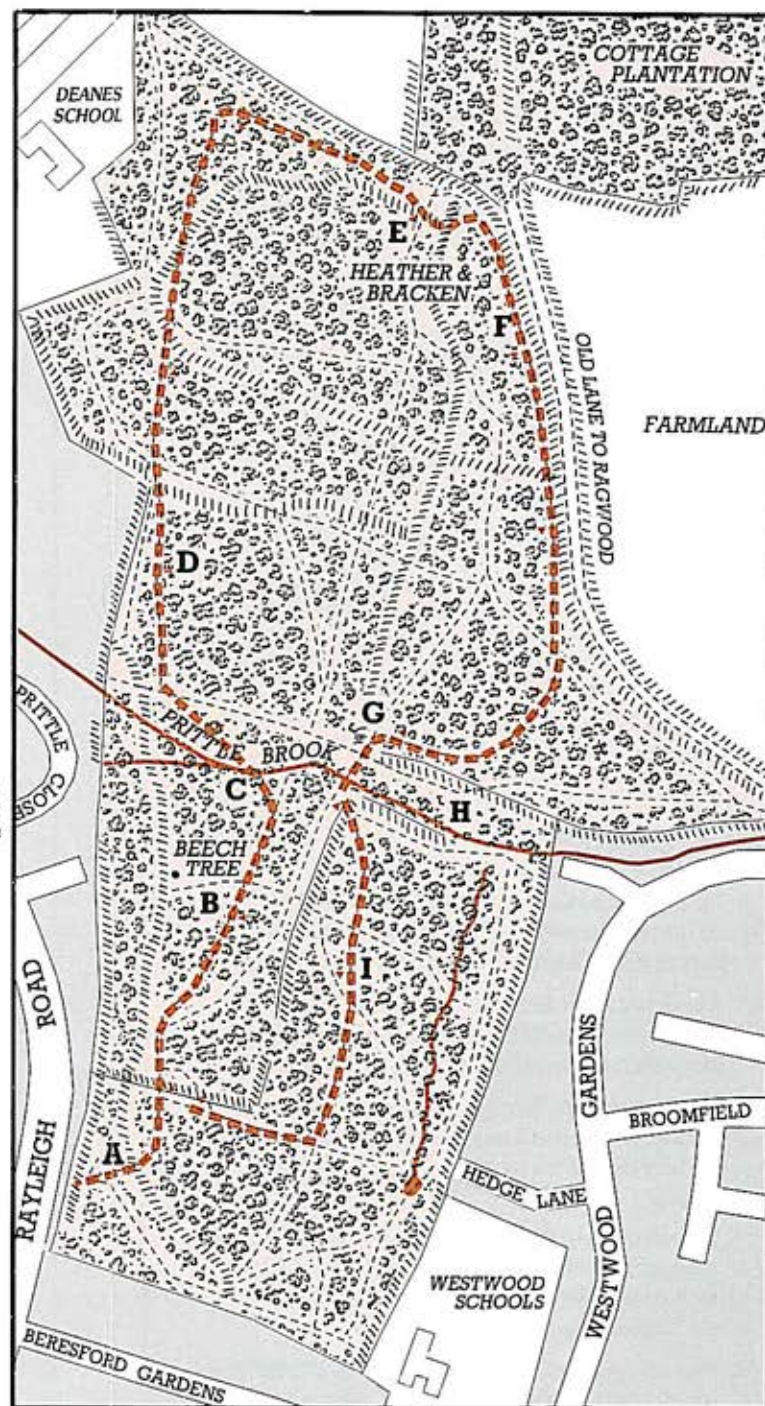 COTTAGE
PLANTATION
DEANES
SCHOOL
E
HEATHER &
BRACKEN
F
OLD LANE TO RAGWOOD
FARMLAND
D
G
PRITTLE BROOK
PRITTLE
CLOSE
C
H
BEECH
TREE
B
I
RAYLEIGH ROAD
GARDENS
BROOMFIELD
A
HEDGE LANE
WESTWOOD
SCHOOLS
WESTWOOD
BERESFORD GARDENS